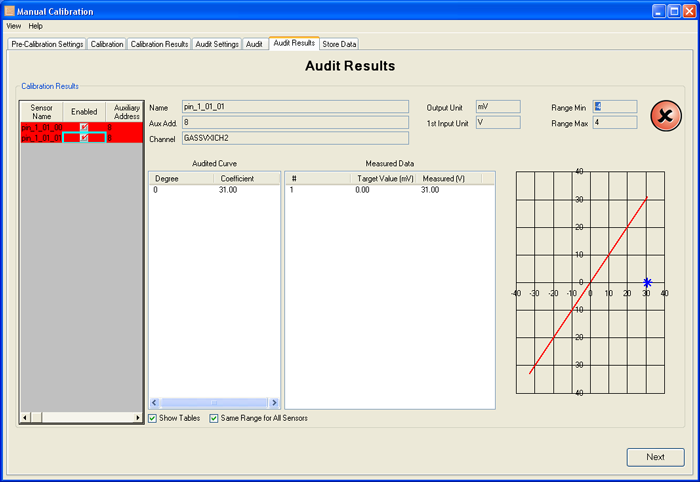 Manual Calibration
View Help
Pre-Calibration Settings Calibration Calibration Results Audit Settings Audit Audit Results Store Data
Audit Results
Calibration Results
Sensor Name Enabled Auxiliary Address
pin_1_01_00 8
pin_1_01_01 8
Name pin_1_01_01
Aux Add. 8
Channel GASSVXICH2
Output Unit mV
1st Input Unit V
Range Min -4
Range Max 4
Audited Curve
Degree Coefficient
0 31.00
Measured Data
# Target Value (mV) Measured (V)
1 0.00 31.00
40
30
20
10
-40 -30 -20 -10 0 10 20 30 40
-10
-20
-30
40
Show Tables Same Range for All Sensors
Next